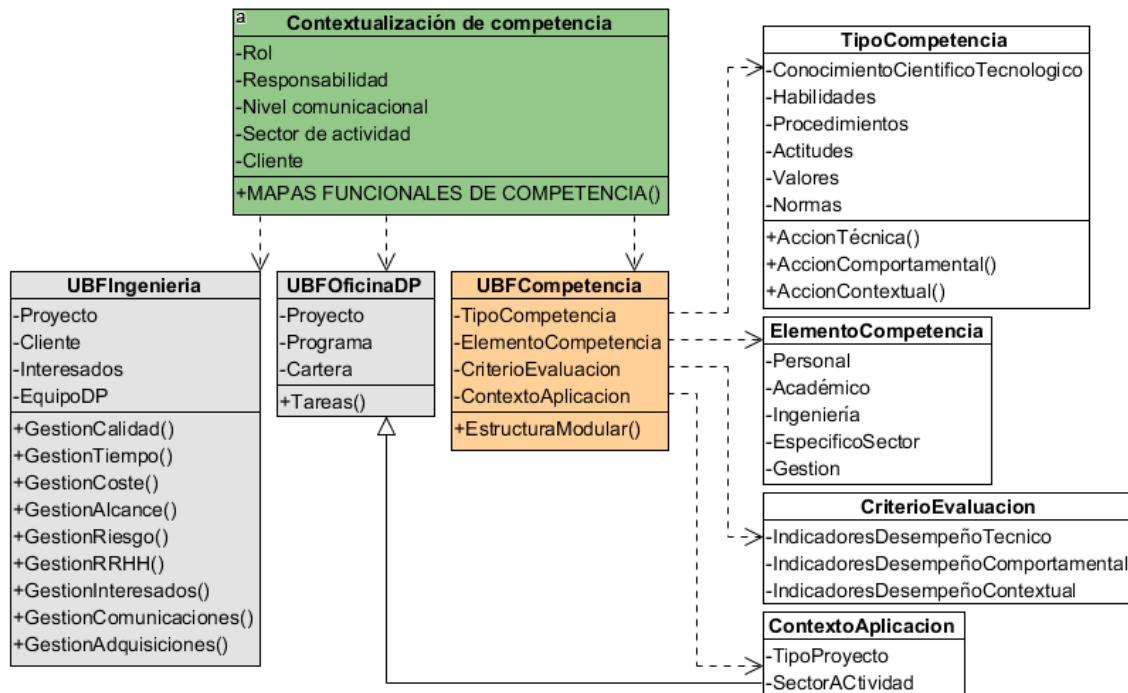 a
Contextualización de competencia
-Rol
-Responsabilidad
-Nivel comunicacional
-Sector de actividad
-Cliente
+MAPAS FUNCIONALES DE COMPETENCIA()
TipoCompetencia
-ConocimientoCientificoTecnologico
-Habilidades
-Procedimientos
-Actitudes
-Valores
-Normas
+AccionTécnica()
+AccionComportamental()
+AccionContextual()
UBFIngenieria
-Proyecto
-Cliente
-Interesados
-EquipoDP
+GestionCalidad()
+GestionTiempo()
+GestionCoste()
+GestionAlcance()
+GestionRiesgo()
+GestionRRHH()
+GestionInteresados()
+GestionComunicaciones()
+GestionAdquisiciones()
UBFOficinaDP
-Proyecto
-Programa
-Cartera
+Tareas()
UBFCompetencia
-TipoCompetencia
-ElementoCompetencia
-CriterioEvaluacion
-ContextoAplicacion
+EstructuraModular()
ElementoCompetencia
-Personal
-Académico
-Ingeniería
-EspecificoSector
-Gestion
CriterioEvaluacion
-IndicadoresDesempeñoTecnico
-IndicadoresDesempeñoComportamental
-IndicadoresDesempeñoContextual
ContextoAplicacion
-TipoProyecto
-SectorACtividad